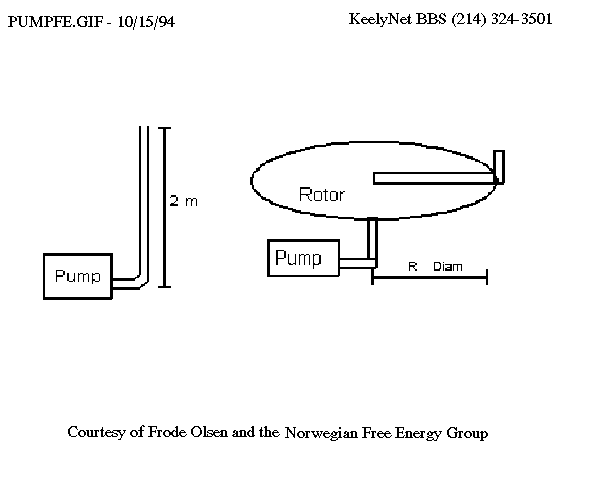 PUMPFE.GIF - 10/15/94
KeelyNet BBS (214) 324-3501
2 m
Pump
Rotor
Pump
R Diam
Courtesy of Frode Olsen and the Norwegian Free Energy Group